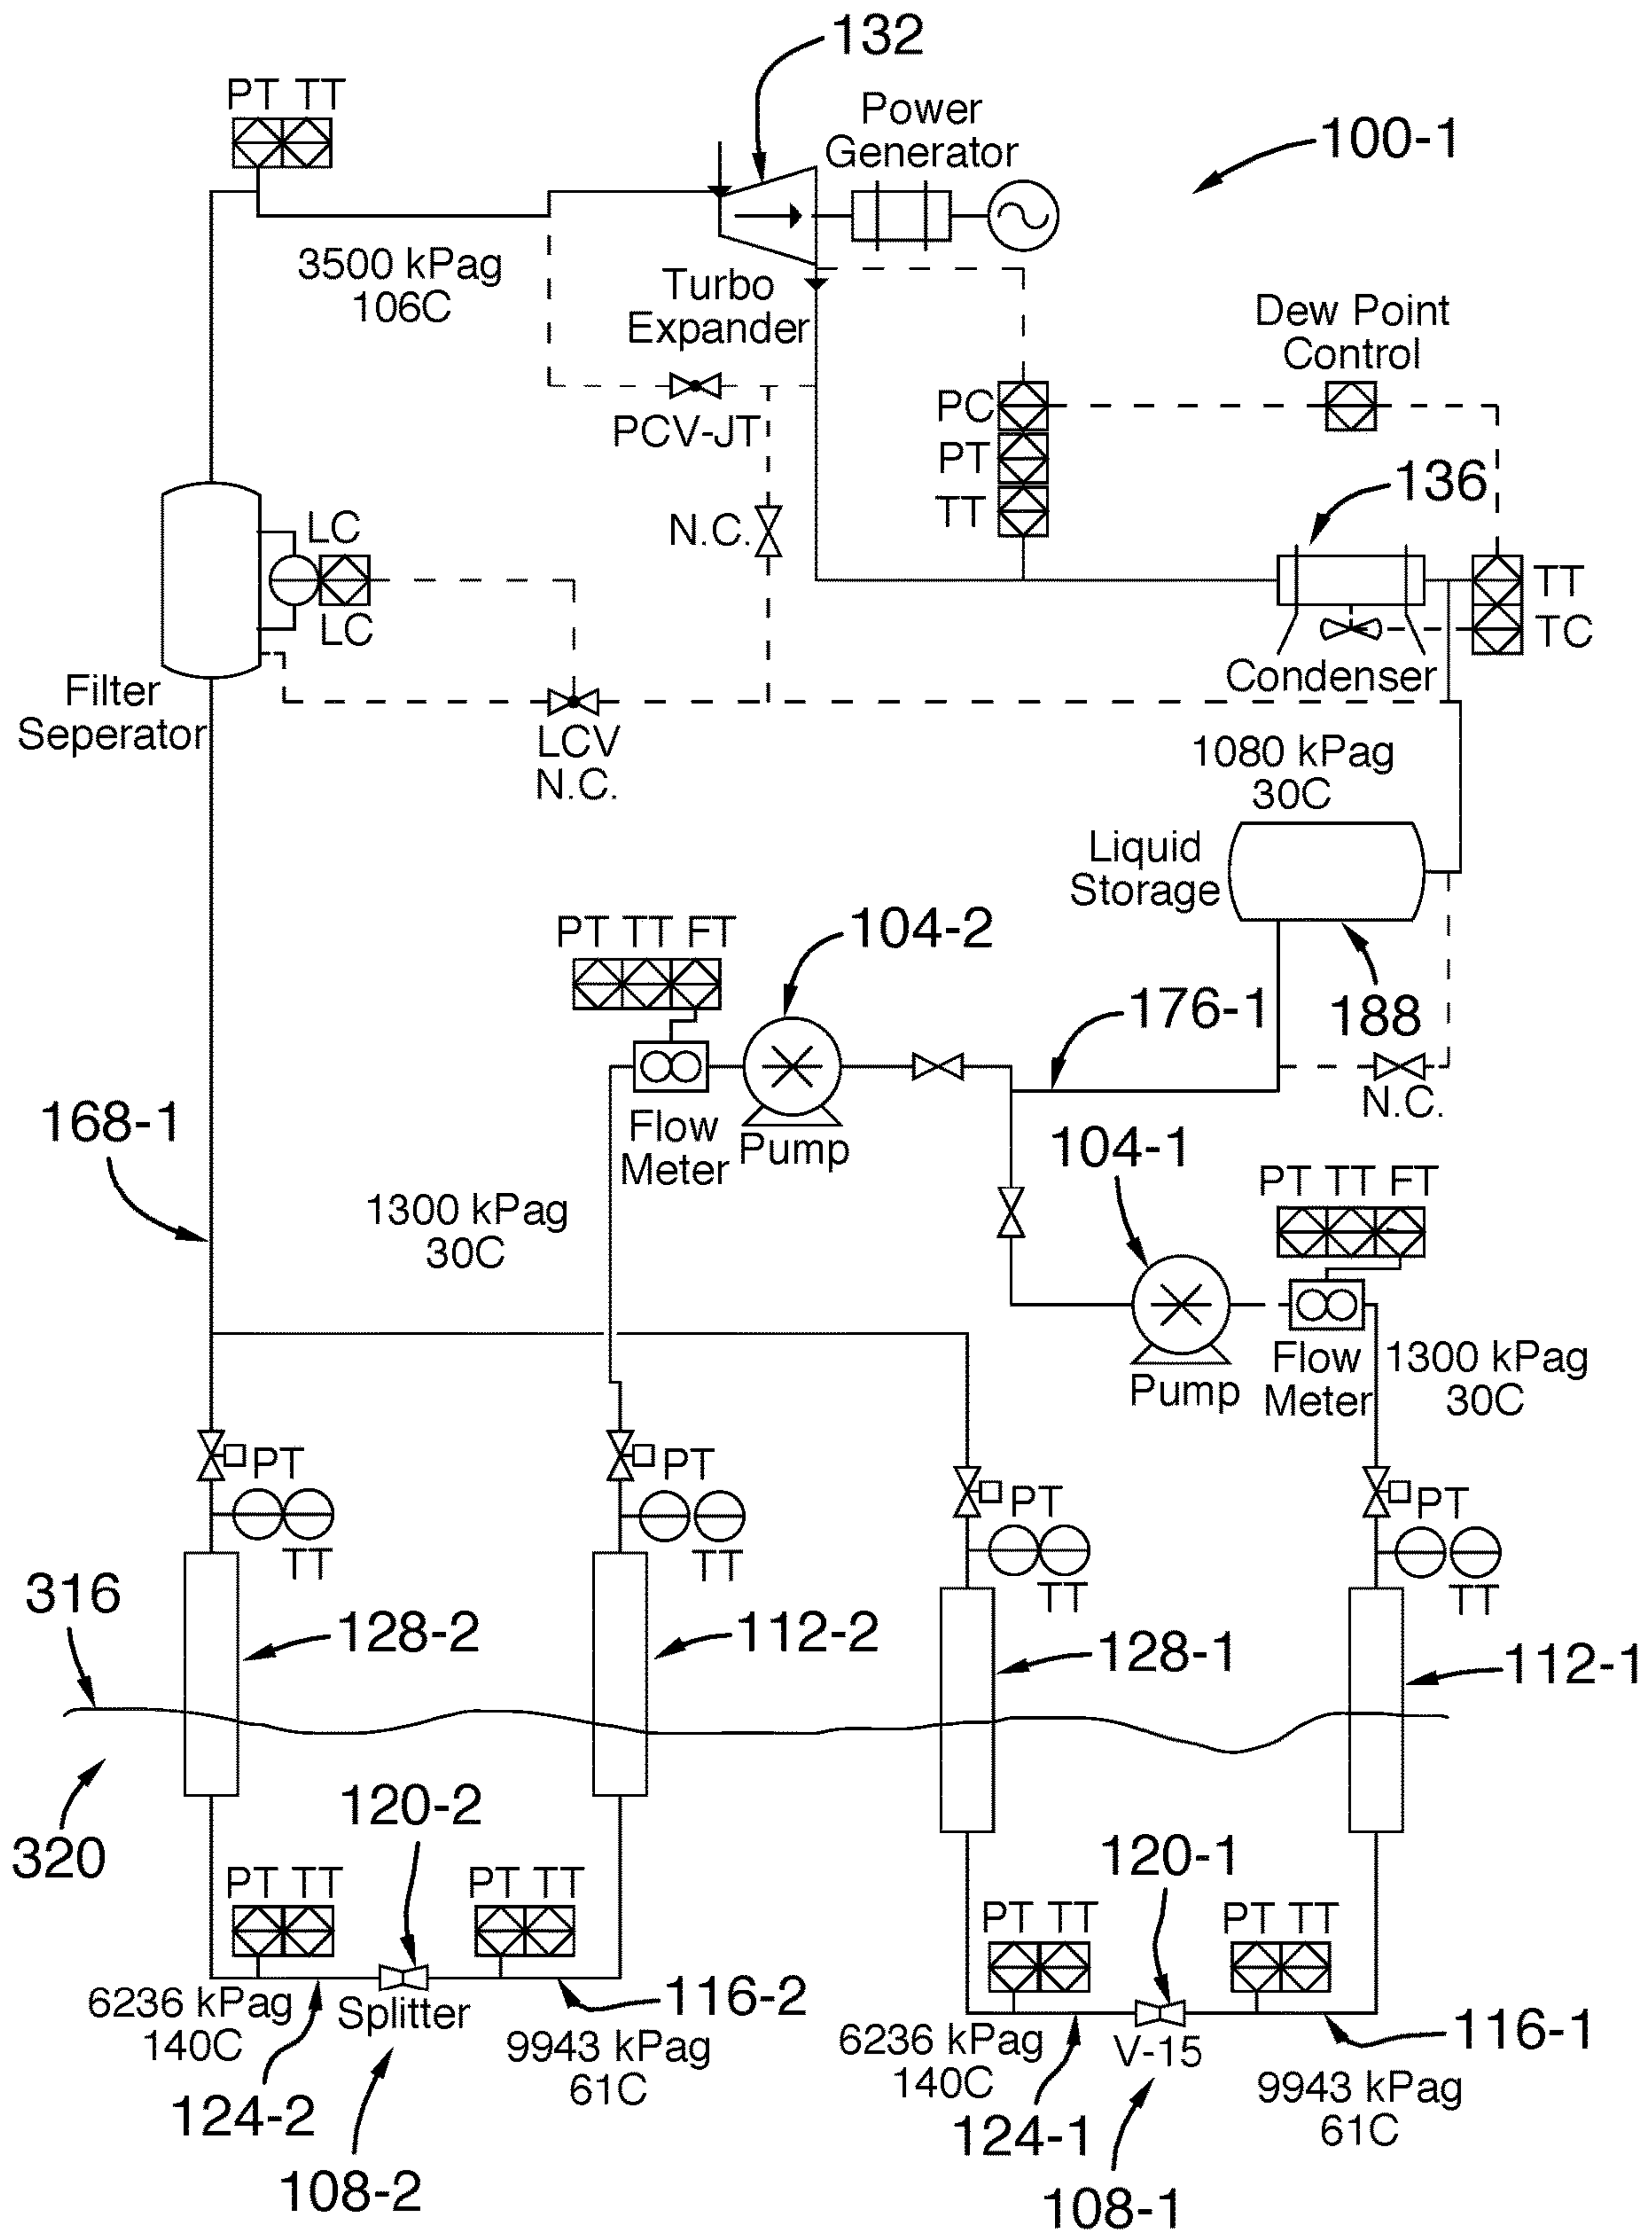 132
PT TT
Power
Generator
100-1
3500 kPag
106C
Turbo
Expander
Dew Point
Control
PC
PCV-JT
PT
136
TT
N.C.
LC
TT
LC
TC
Condenser
Filter
Seperator
LCV
N.C.
1080 kPag
30C
Liquid
Storage
PT TT FT
104-2
176-1
188
N.C.
168-1
Flow
Meter
Pump
104-1
PT TT FT
1300 kPag
30C
Flow
Meter
1300 kPag
30C
Pump
PT
PT
PT
PT
TT
TT
TT
TT
316
128-2
112-2
128-1
112-1
320
120-2
120-1
PT TT
PT TT
PT TT
PT TT
6236 kPag
140C
Splitter
116-2
9943 kPag
61C
6236 kPag
140C
V-15
116-1
9943 kPag
61C
124-2
124-1
108-2
108-1